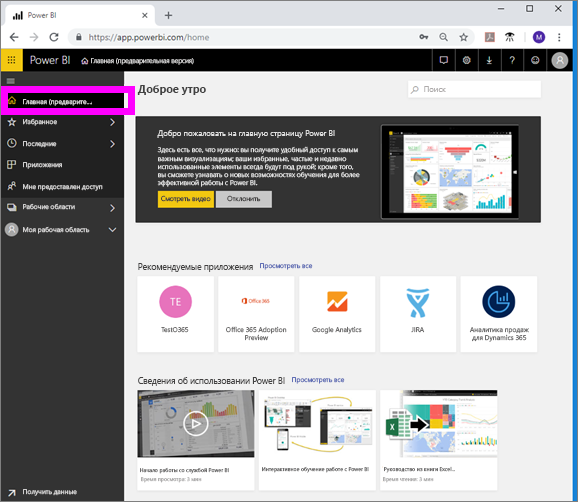 Power BI
https://app.powerbi.com/home
M
Power BI
Главная (предварительная версия)
?
Главная (предварите...
Избранное
Последние
Приложения
Мне предоставлен доступ
Рабочие области
Моя рабочая область
Получить данные
Доброе утро
Поиск
Добро пожаловать на главную страницу Power BI
Здесь есть все, что нужно: вы получите удобный доступ к самым
важным визуализациям; ваши избранные, часто и недавно
использованные элементы всегда будут под рукой; кроме того,
вы сможете узнавать о новых возможностях обучения для более
эффективной работы с Power BI.
Смотреть видео
Отклонить
Рекомендуемые приложения
Просмотреть все
TE
TestO365
Office 365
Office 365 Adoption
Preview
Google Analytics
JIRA
Аналитика продаж
для Dynamics 365
Сведения об использовании Power BI
Просмотреть все
Начало работы со службой Power BI
Время просмотра: 3 мин
Интерактивное обучение работе с Power BI
Руководство из книги Excel...
Время чтения: 3 мин